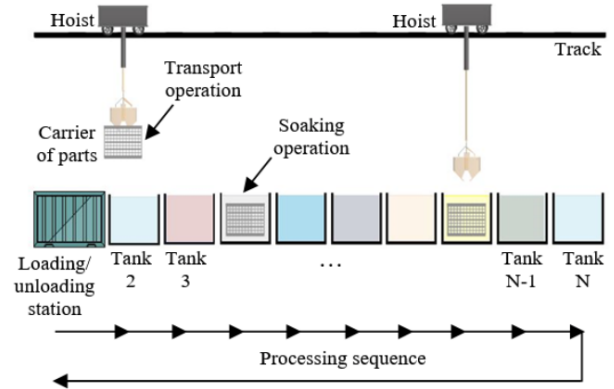 Hoist
Hoist
Track
Transport
operation
Carrier
of parts
Soaking
operation
Loading/
unloading
station
Tank
2
Tank
3
...
Tank
N-1
Tank
N
Processing sequence